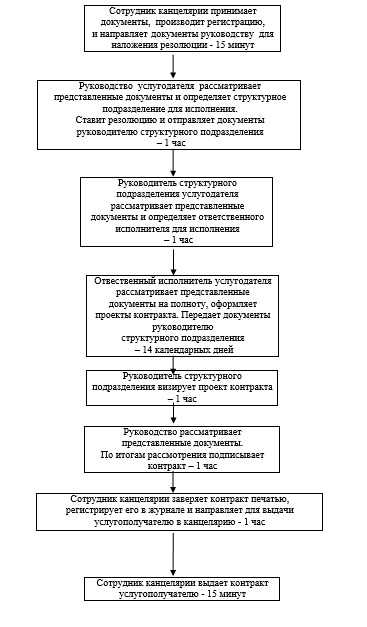 Сотрудник канцелярии принимает
документы, производит регистрацию,
и направляет документы руководству для
наложения резолюции - 15 минут
Руководство услугодателя рассматривает
представленные документы и определяет структурное
подразделение для исполнения.
Ставит резолюцию и отправляет документы
руководителю структурного подразделения
– 1 час
Руководитель структурного
подразделения услугодателя
рассматривает представленные
документы и определяет ответственного
исполнителя для исполнения
– 1 час
Отвественный исполнитель услугодателя
рассматривает представленные
документы на полноту, оформляет
проекты контракта. Передает документы
руководителю
структурного подразделения
– 14 календарных дней
Руководитель структурного
подразделения визирует проект контракта
– 1 час
Руководство рассматривает
представленные документы.
По итогам рассмотрения подписывает
контракт – 1 час
Сотрудник канцелярии заверяет контракт печатью,
регистрирует его в журнале и направляет для выдачи
услугополучателю в канцелярию - 1 час
Сотрудник канцелярии выдает контракт
услугополучателю - 15 минут